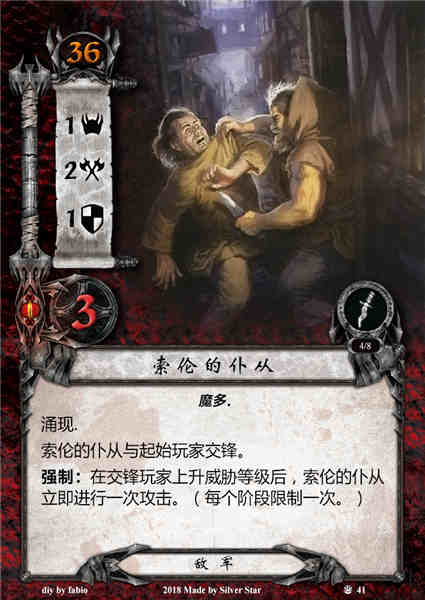 36
1
2
1
3
4/8
索伦的仆从
魔多.
涌现.
索伦的仆从与起始玩家交锋。
强制：在交锋玩家上升威胁等级后，索伦的仆从
立即进行一次攻击。（每个阶段限制一次。）
敌军
diy by fabio
2018 Made by Silver Star
41